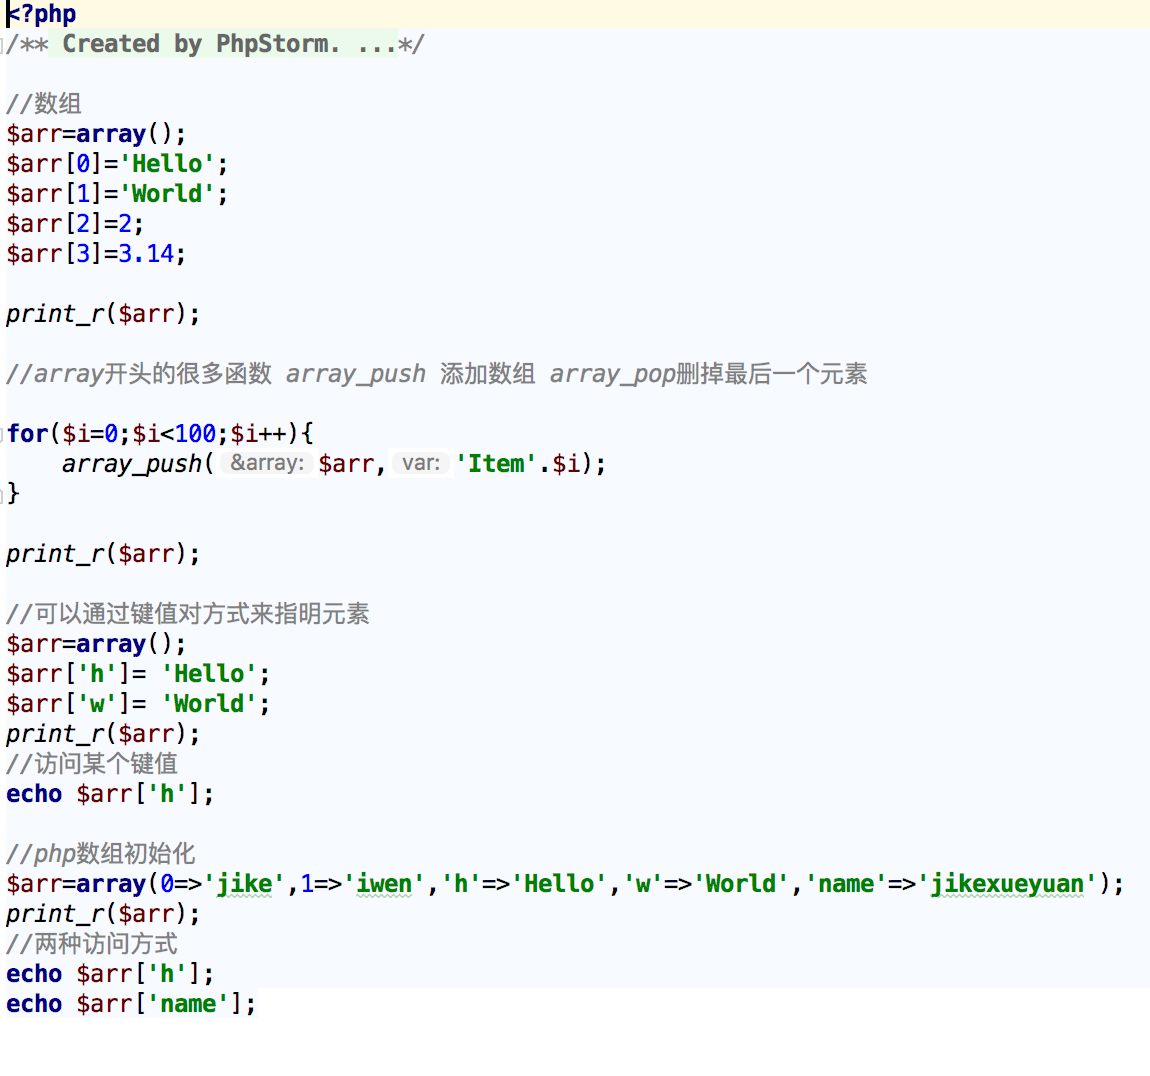 <?php
/** Created by PhpStorm. ...*/
//数组
$arr=array();
$arr[0]='Hello';
$arr[1]='World';
$arr[2]=2;
$arr[3]=3.14;
print_r($arr);
//array开头的很多函数 array_push 添加数组 array_pop删掉最后一个元素
for($i=0;$i<100;$i++){
    array_push( &array: $arr, var: 'Item'.$i);
}
print_r($arr);
//可以通过键值对方式来指明元素
$arr=array();
$arr['h']= 'Hello';
$arr['w']= 'World';
print_r($arr);
//访问某个键值
echo $arr['h'];
//php数组初始化
$arr=array(0=>'jike',1=>'iwen','h'=>'Hello','w'=>'World','name'=>'jikexueyuan');
print_r($arr);
//两种访问方式
echo $arr['h'];
echo $arr['name'];